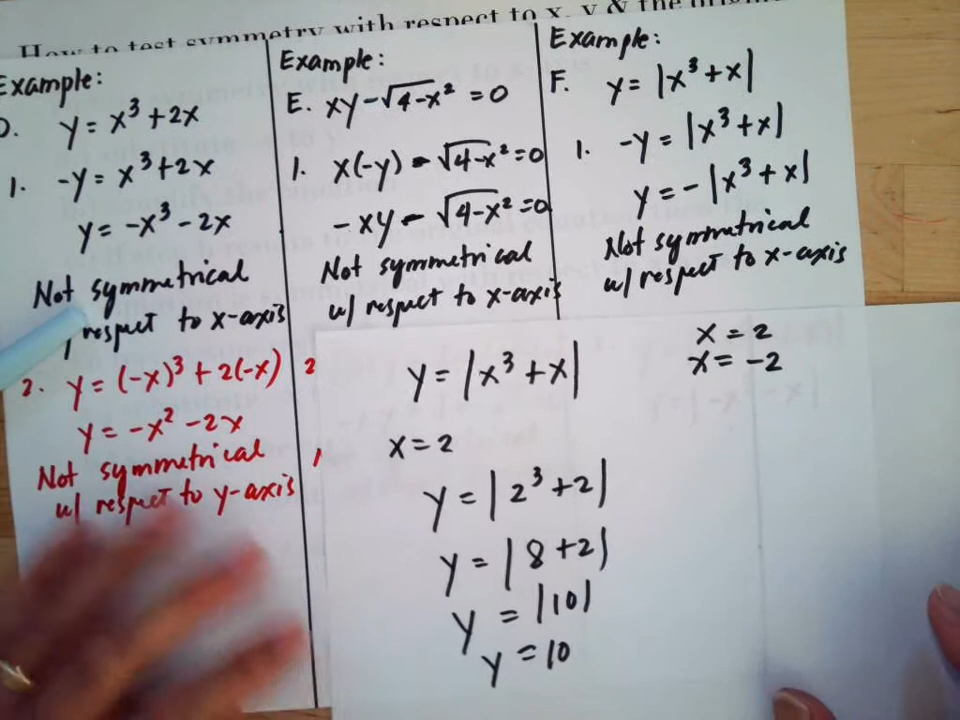 How to test symmetry with respect to x, y & the
Example:
D. y = x³ + 2x
1. -y = x³ + 2x
y = -x³ - 2x
Not symmetrical
respect to x-axis
2. y = (-x)³ + 2(-x)
y = -x² - 2x
Not symmetrical
w/ respect to y-axis
Example:
E. xy - √4-x² = 0
1. x(-y) - √4-x² = 0
-xy - √4-x² = 0
Not symmetrical
w/ respect to x-axis
2
Example:
F. y = |x³ + x|
1. -y = |x³ + x|
y = -|x³ + x|
Not symmetrical
w/ respect to x-axis
y = |x³ + x|
x = 2
y = |2³ + 2|
y = |8 + 2|
y = |10|
y = 10
x = 2
x = -2